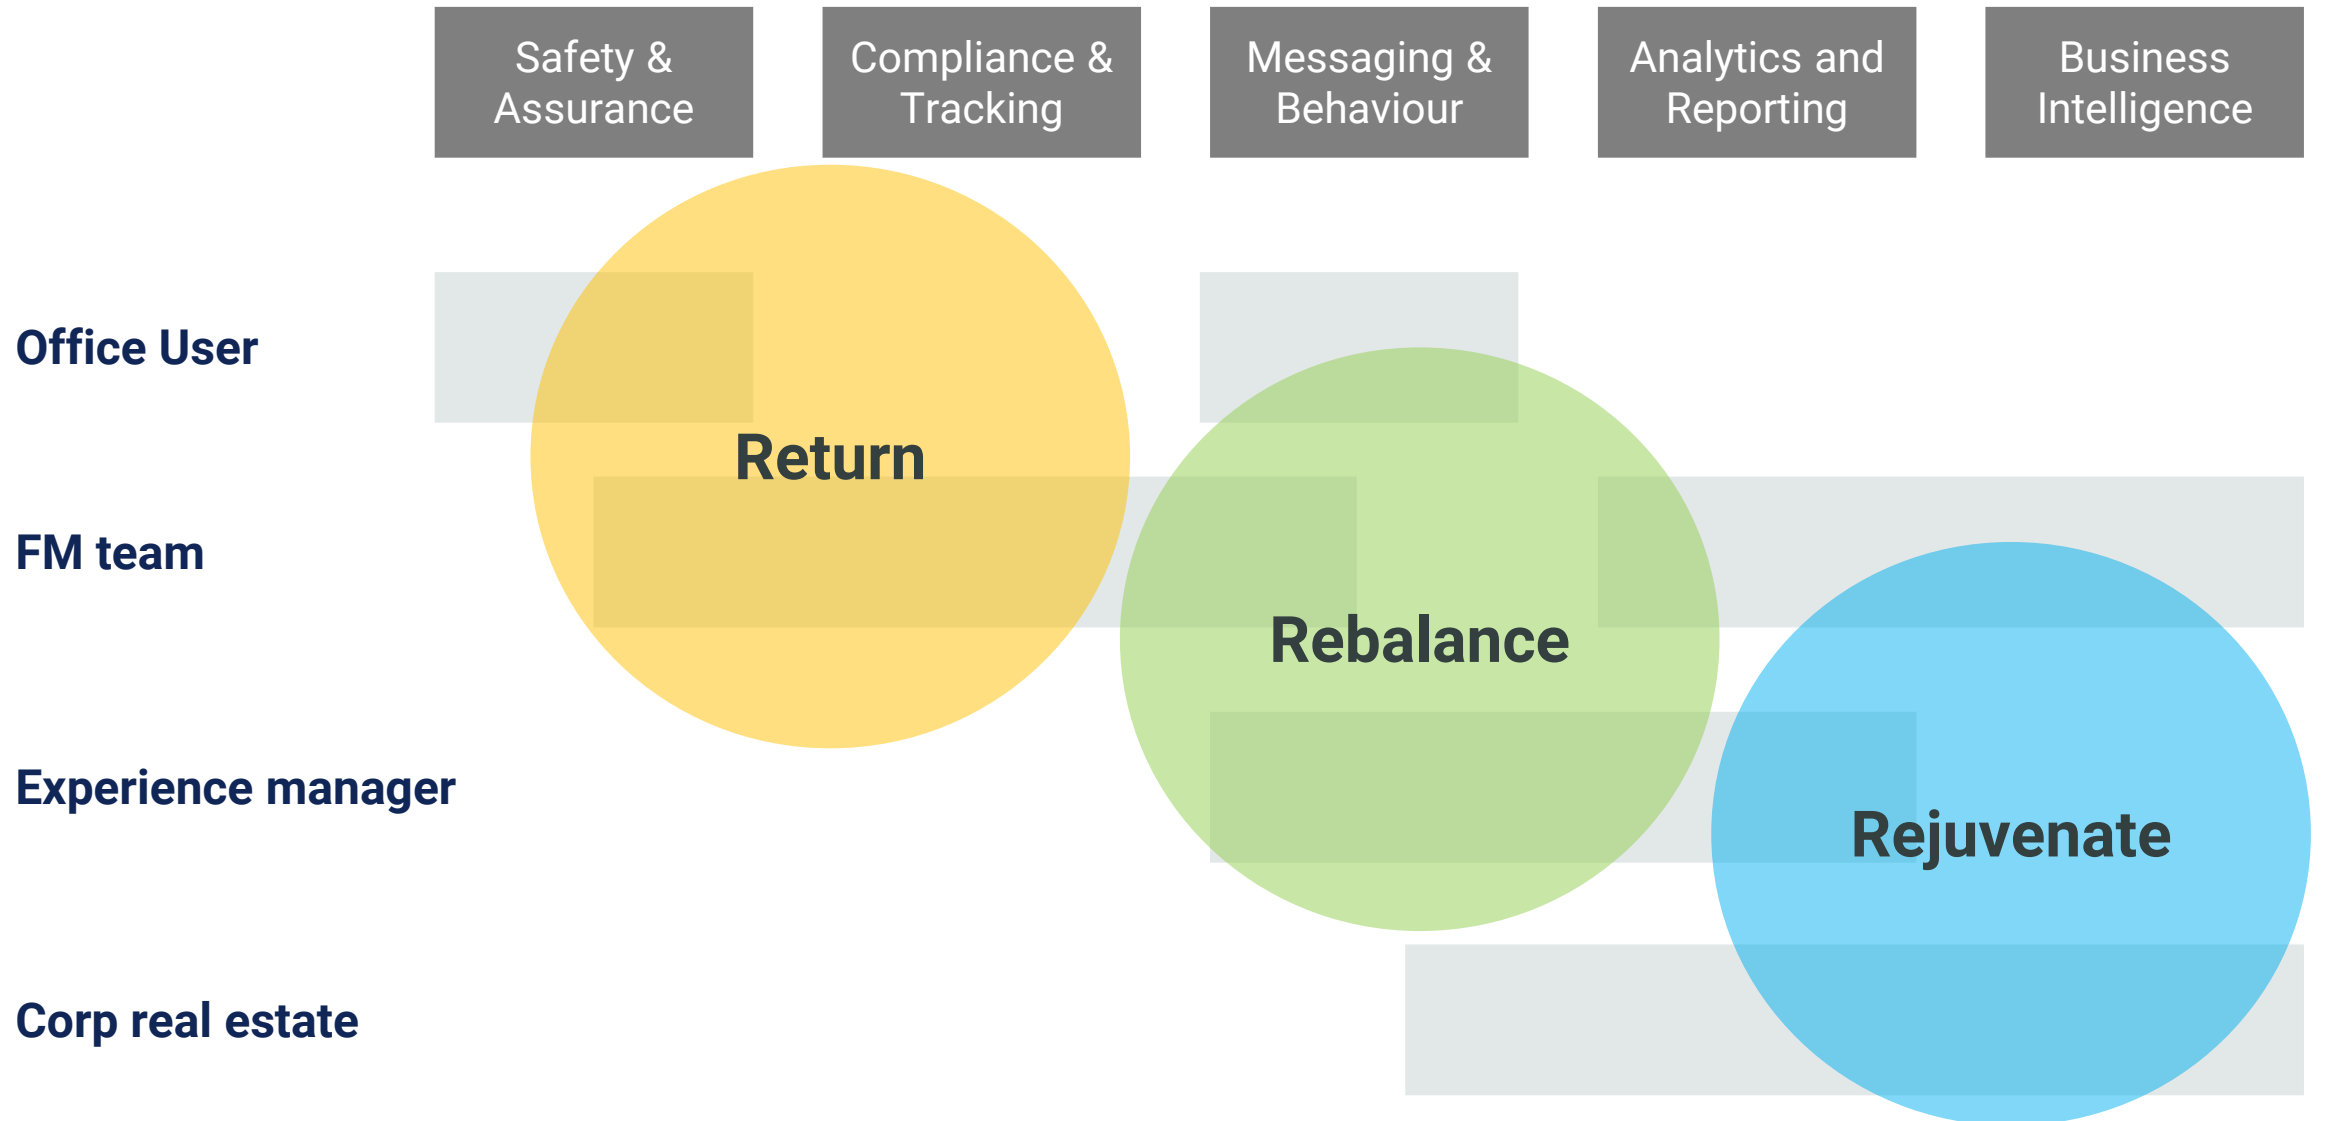 Safety &
Assurance
Compliance &
Tracking
Messaging &
Behaviour
Analytics and
Reporting
Business
Intelligence
Office User
Return
FM team
Rebalance
Experience manager
Rejuvenate
Corp real estate